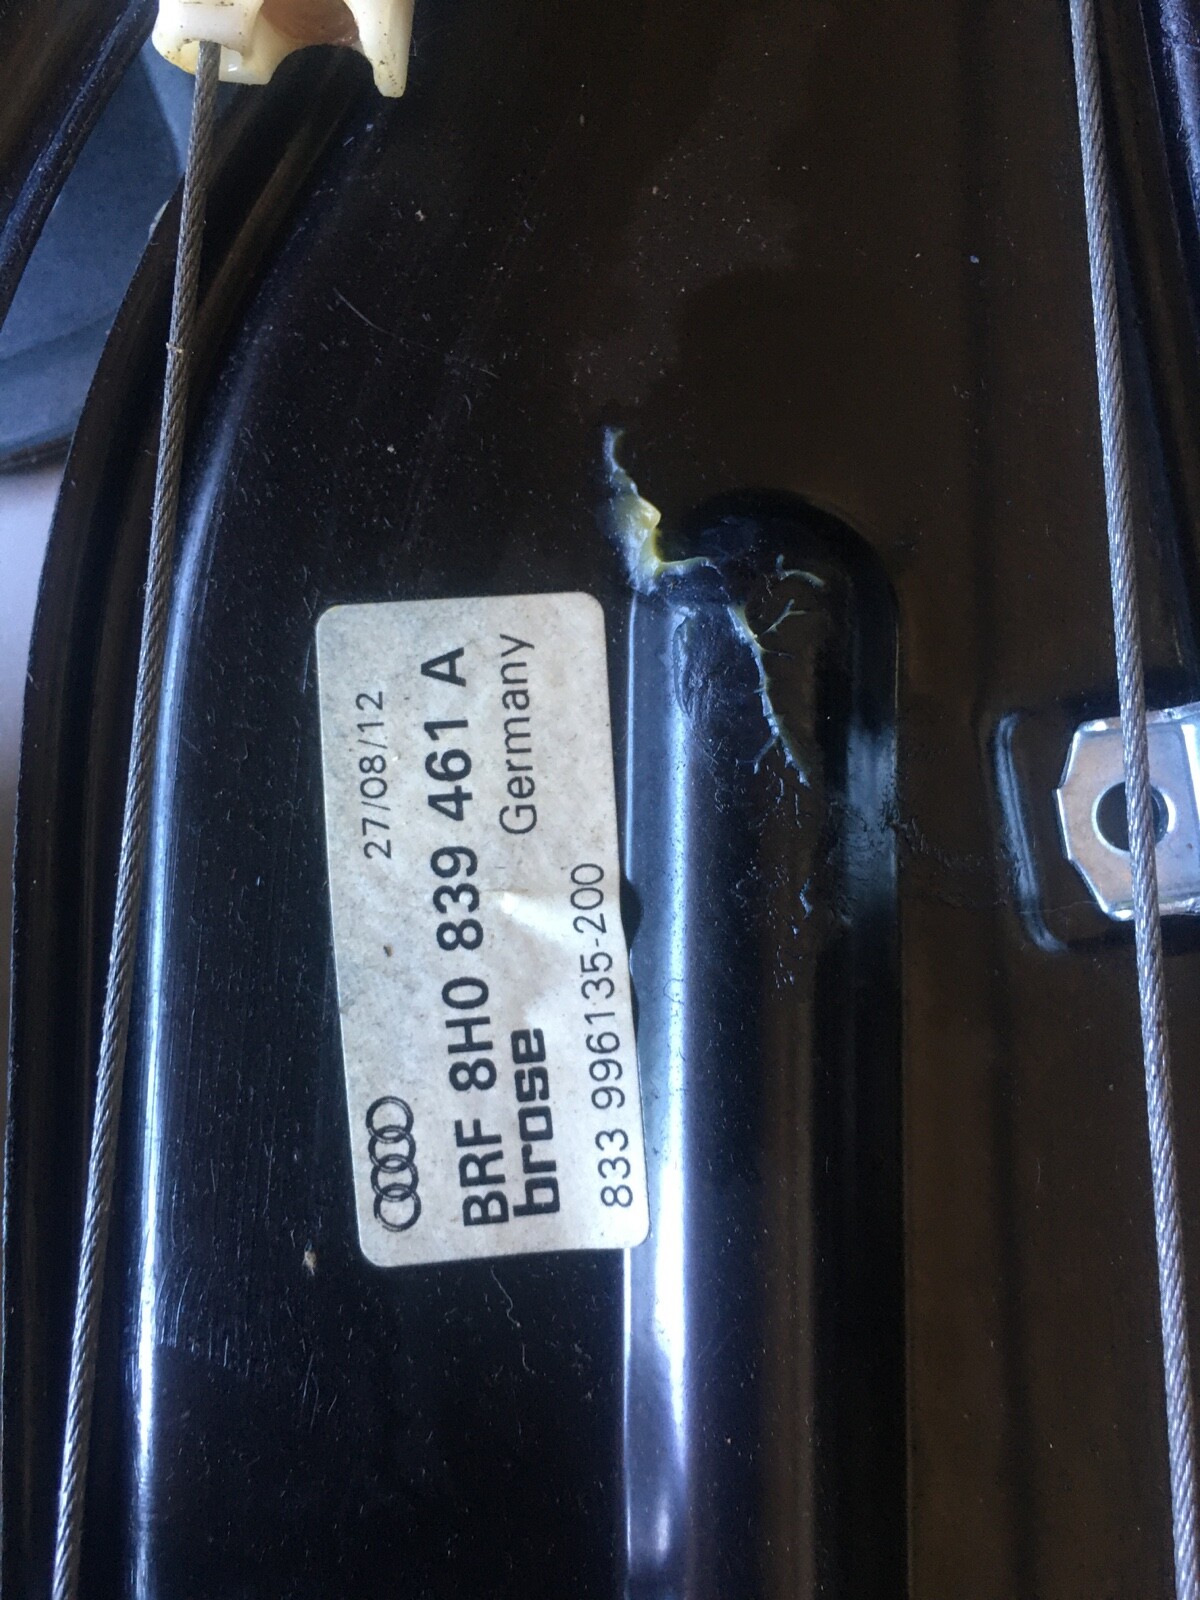 27/08/12
BRF 8H0 839 461 A
brose Germany
833 996135-200